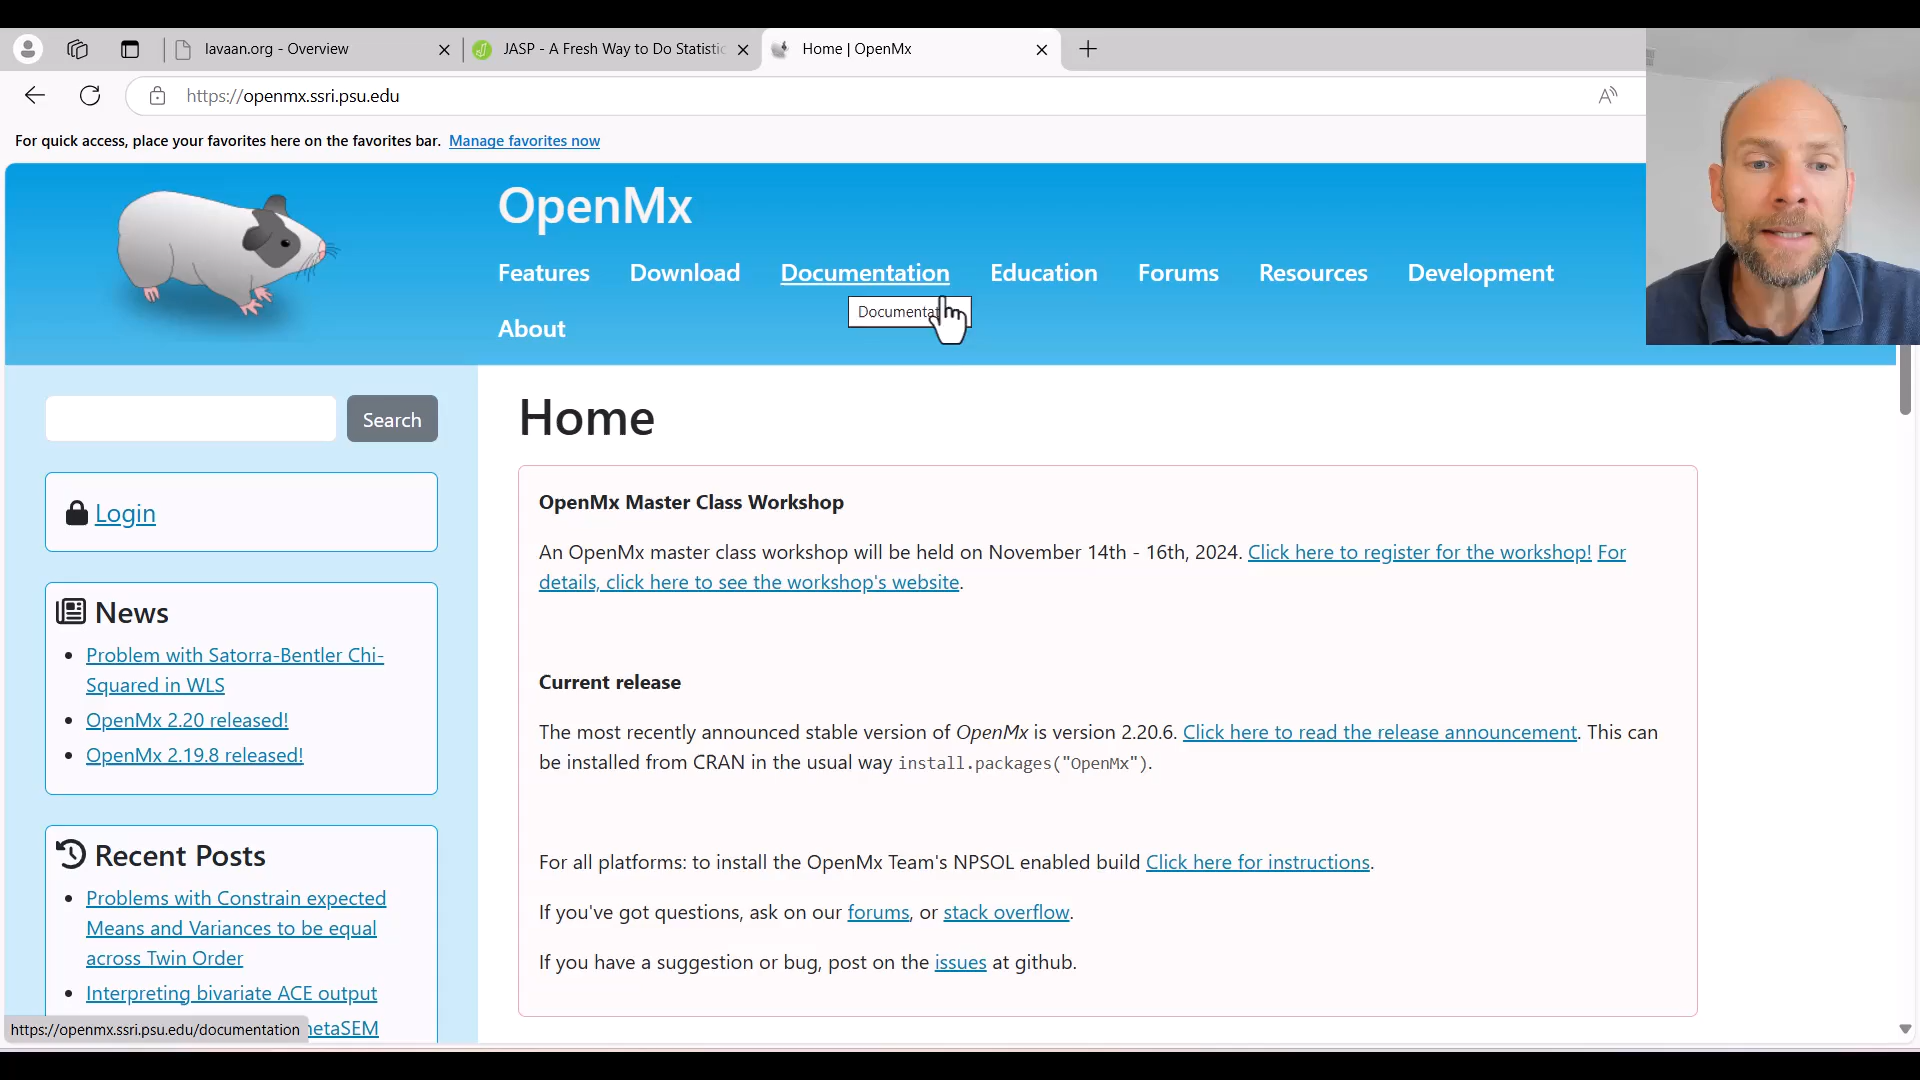 lavaan.org - Overview
JASP - A Fresh Way to Do Statistic
Home | OpenMx
https://openmx.ssri.psu.edu
For quick access, place your favorites here on the favorites bar. Manage favorites now
OpenMx
Features Download Documentation Education Forums Resources Development
Documentat
About
Search
Home
Login
OpenMx Master Class Workshop
An OpenMx master class workshop will be held on November 14th - 16th, 2024. Click here to register for the workshop! For
details, click here to see the workshop's website.
News
Problem with Satorra-Bentler Chi-
Squared in WLS
OpenMx 2.20 released!
OpenMx 2.19.8 released!
Current release
The most recently announced stable version of OpenMx is version 2.20.6. Click here to read the release announcement. This can
be installed from CRAN in the usual way install.packages("OpenMx").
For all platforms: to install the OpenMx Team's NPSOL enabled build Click here for instructions.
If you've got questions, ask on our forums, or stack overflow.
If you have a suggestion or bug, post on the issues at github.
Recent Posts
Problems with Constrain expected
Means and Variances to be equal
across Twin Order
Interpreting bivariate ACE output
https://openmx.ssri.psu.edu/documentation